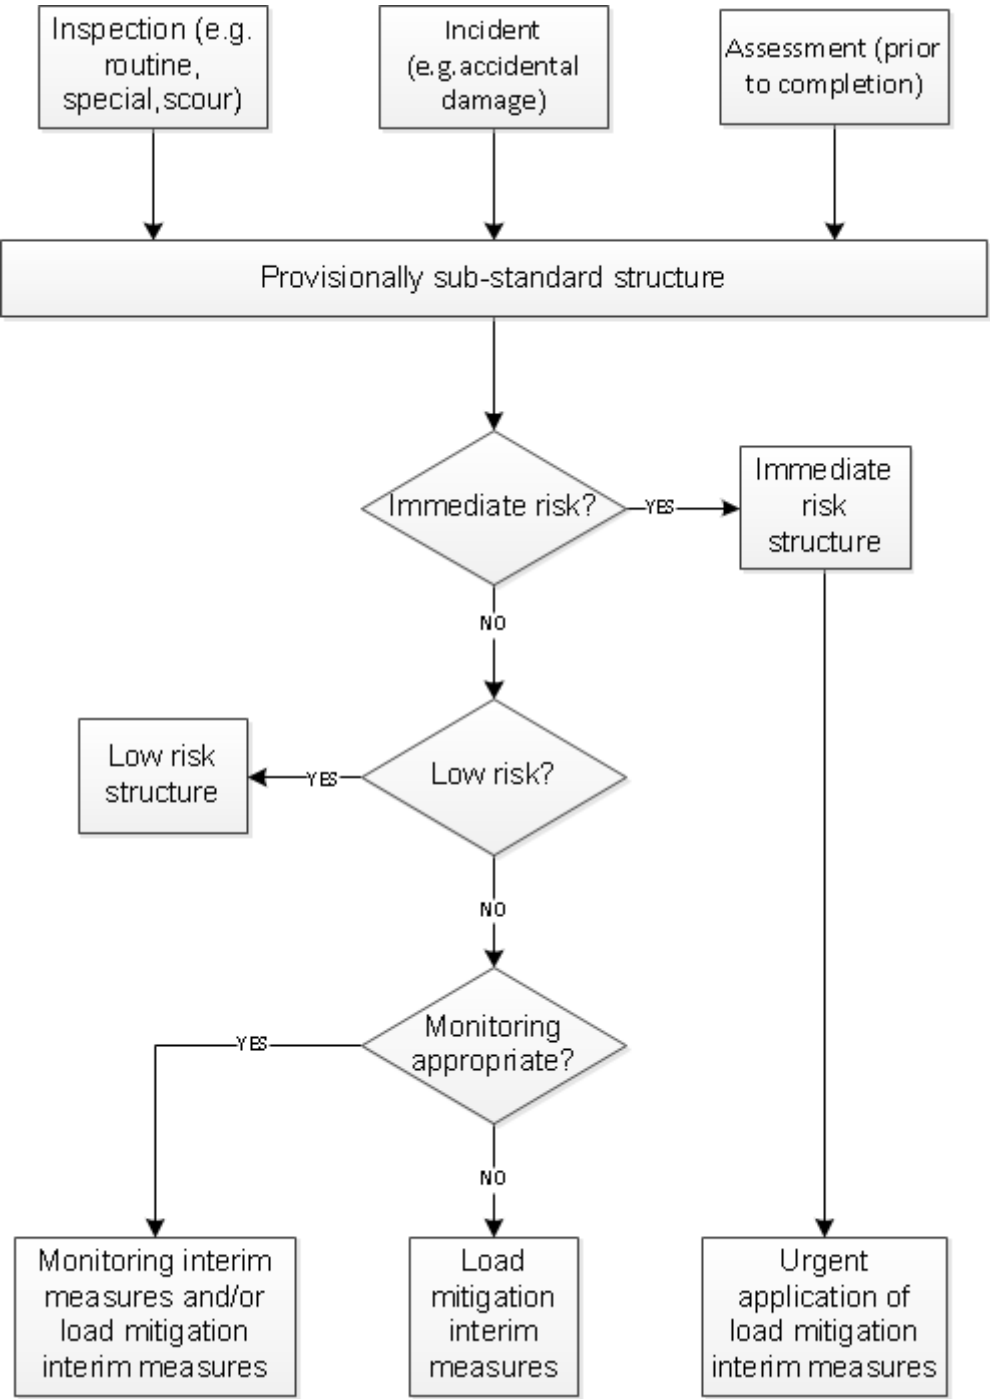 Inspection (e.g.
routine,
special,scour)
Incident
(e.g.accidental
damage)
Assessment (prior
to completion)
Provisionally sub-standard structure
Immediate risk?
YES
Immediate
risk
structure
NO
Low risk
structure
YES
Low risk?
NO
Monitoring
appropriate?
YES
NO
Monitoring interim
measures and/or
load mitigation
interim measures
Load
mitigation
interim
measures
Urgent
application of
load mitigation
interim measures